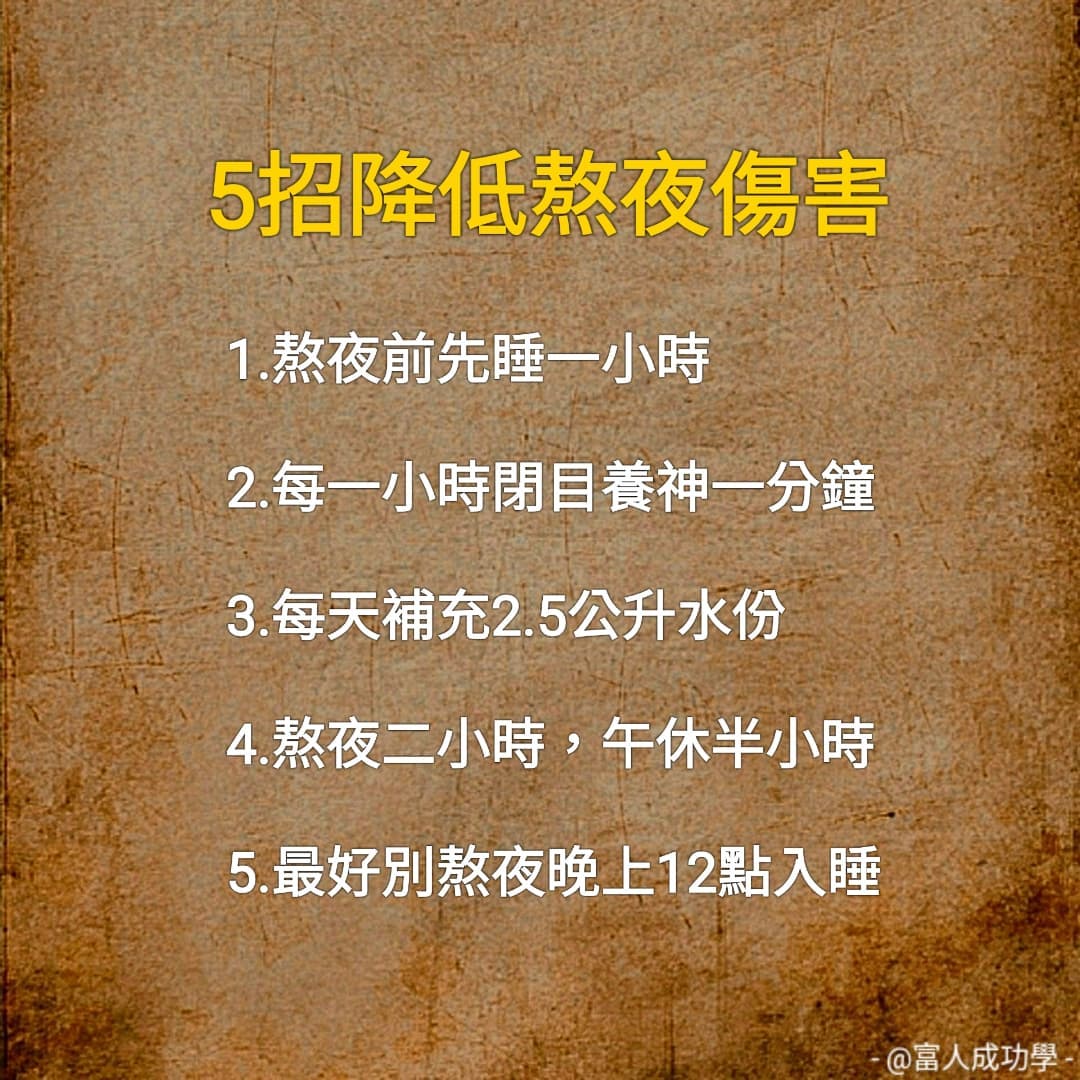 5招降低熬夜傷害
1.熬夜前先睡一小時
2.每一小時閉目養神一分鐘
3.每天補充2.5公升水份
4.熬夜二小時，午休半小時
5.最好別熬夜晚上12點入睡
- @富人成功學 -